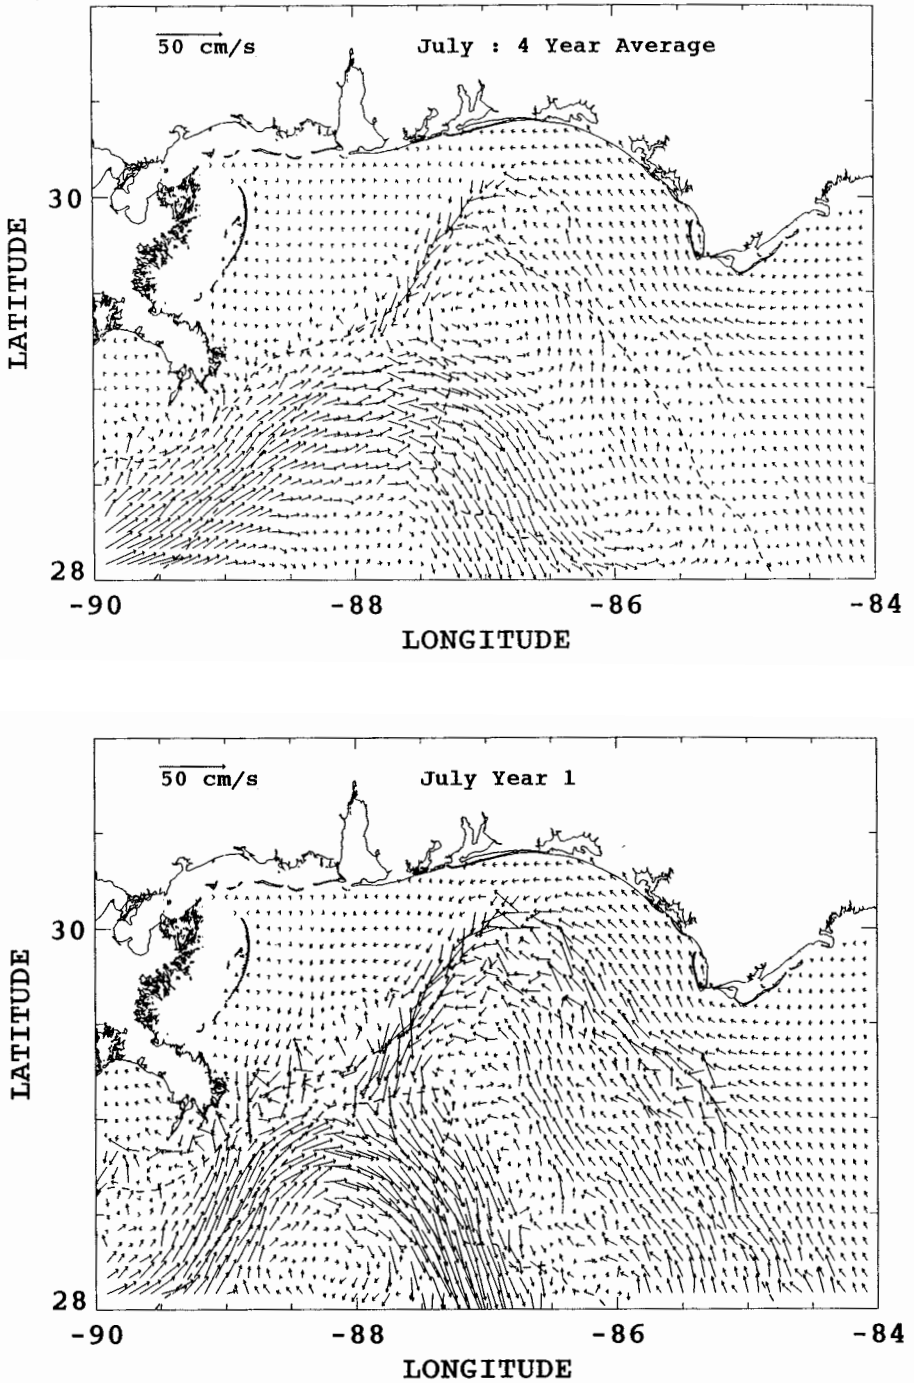 50 cm/s
July : 4 Year Average
30
LATITUDE
28
-90
-88
-86
-84
LONGITUDE
50 cm/s
July Year 1
30
LATITUDE
28
-90
-88
-86
-84
LONGITUDE